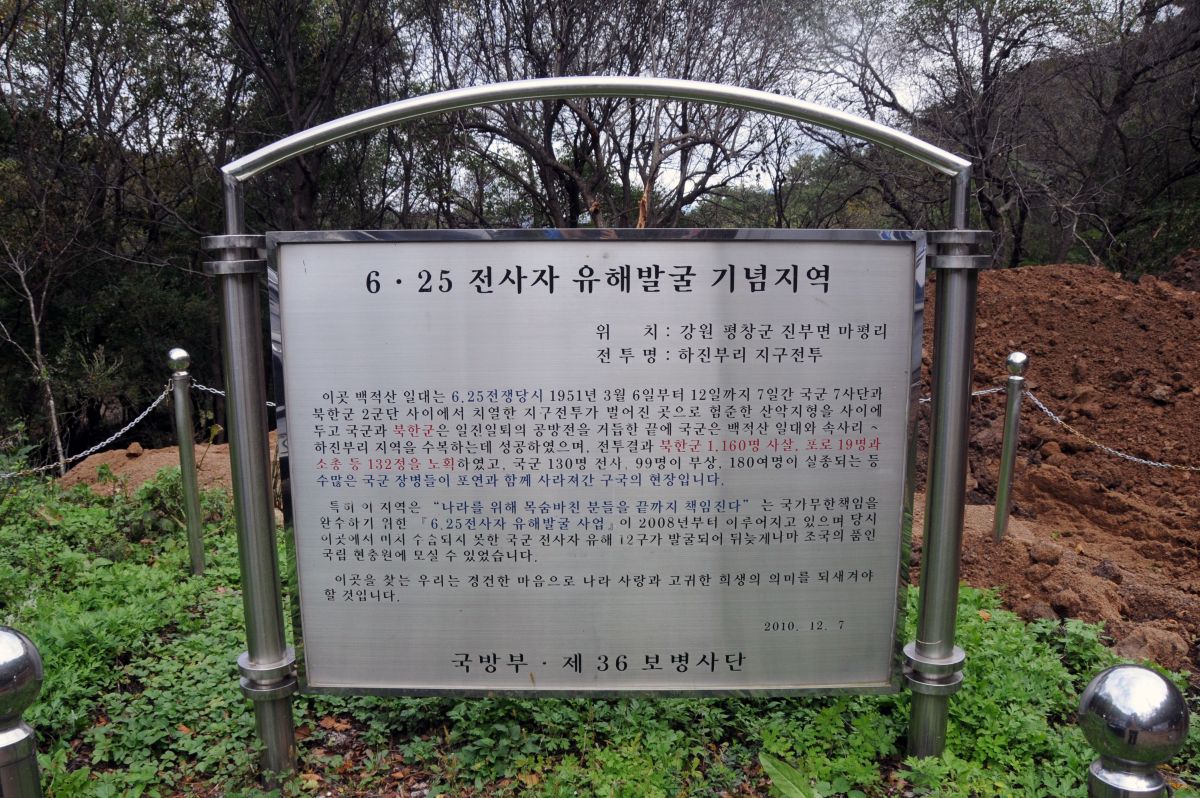 6·25 전사자 유해발굴 기념지역
위 치 : 강원 평창군 진부면 마평리
전 투 명 : 하진부리 지구전투
이곳 백적산 일대는 6.25전쟁당시 1951년 3월 6일부터 12일까지 7일간 국군 7사단과
북한군 2군단 사이에서 치열한 지구전투가 벌어진 곳으로 험준한 산악지형을 사이에
두고 국군과 북한군은 일진일퇴의 공방전을 거듭한 끝에 국군은 백적산 일대와 속사리 ~
하진부리 지역을 수복하는데 성공하였으며, 전투결과 북한군 1,160명 사살, 포로 19명과
소총 등 132정을 노획하였고, 국군 130명 전사, 99명이 부상, 180여명이 실종되는 등
수많은 국군 장병들이 포연과 함께 사라져간 구국의 현장입니다.
특히 이 지역은 “나라를 위해 목숨바친 분들을 끝까지 책임진다” 는 국가무한책임을
완수하기 위한 『6.25전사자 유해발굴 사업』이 2008년부터 이루어지고 있으며 당시
이곳에서 미처 수습되지 못한 국군 전사자 유해 12구가 발굴되어 뒤늦게나마 조국의 품인
국립 현충원에 모실 수 있었습니다.
이곳을 찾는 우리는 경건한 마음으로 나라 사랑과 고귀한 희생의 의미를 되새겨야
할 것입니다.
2010. 12. 7
국방부·제 36 보병사단